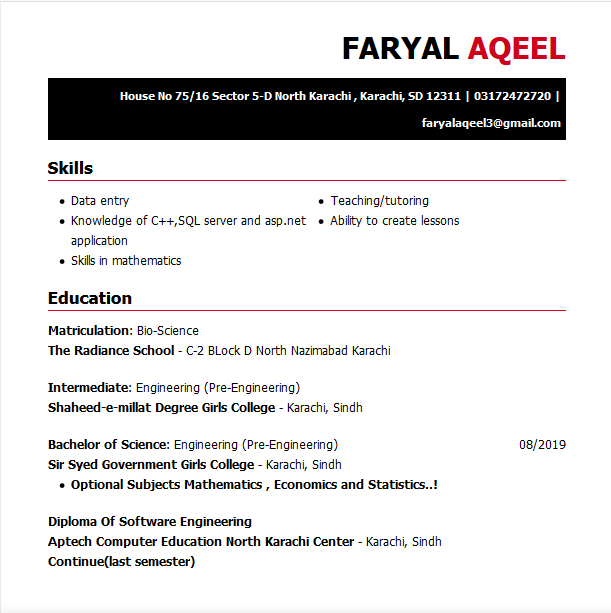 FARYAL AQEEL
House No 75/16 Sector 5-D North Karachi , Karachi, SD 12311 | 03172472720 |
faryalaqeel3@gmail.com
Skills
• Data entry
• Knowledge of C++,SQL server and asp.net
application
• Skills in mathematics
• Teaching/tutoring
• Ability to create lessons
Education
Matriculation: Bio-Science
The Radiance School - C-2 BLock D North Nazimabad Karachi
Intermediate: Engineering (Pre-Engineering)
Shaheed-e-millat Degree Girls College - Karachi, Sindh
Bachelor of Science: Engineering (Pre-Engineering) 08/2019
Sir Syed Government Girls College - Karachi, Sindh
• Optional Subjects Mathematics , Economics and Statistics..!
Diploma Of Software Engineering
Aptech Computer Education North Karachi Center - Karachi, Sindh
Continue(last semester)